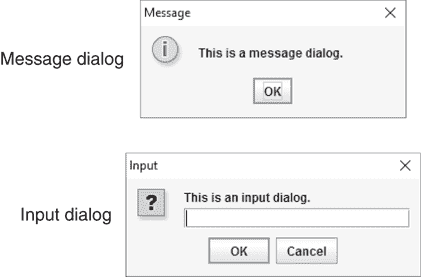 Message
Message dialog
i
This is a message dialog.
OK
Input
Input dialog
?
This is an input dialog.
OK Cancel